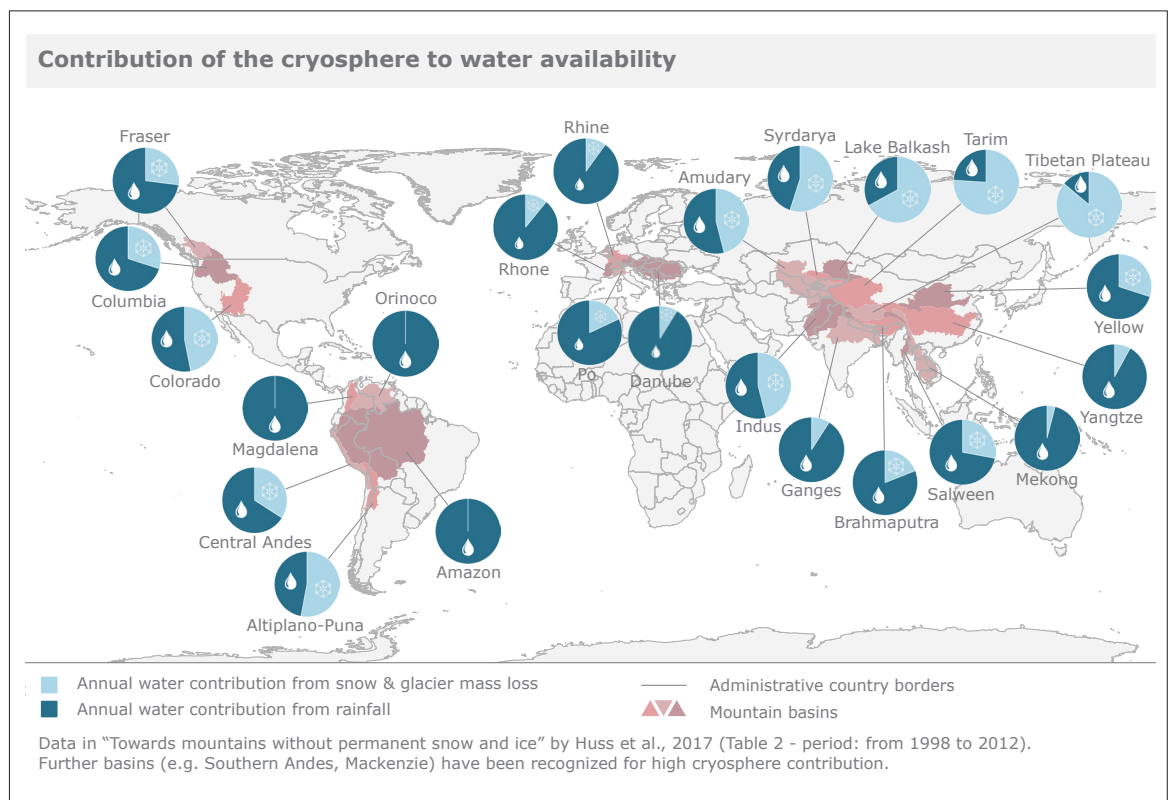 Contribution of the cryosphere to water availability
Fraser
Rhine
Syrdarya
Lake Balkash
Tarim
Tibetan Plateau
Amudary
Rhone
Columbia
Orinoco
Yellow
Colorado
Po
Danube
Indus
Yangtze
Magdalena
Ganges
Salween
Mekong
Brahmaputra
Central Andes
Amazon
Altiplano-Puna
Annual water contribution from snow & glacier mass loss
Annual water contribution from rainfall
Administrative country borders
Mountain basins
Data in “Towards mountains without permanent snow and ice” by Huss et al., 2017 (Table 2 - period: from 1998 to 2012).
Further basins (e.g. Southern Andes, Mackenzie) have been recognized for high cryosphere contribution.